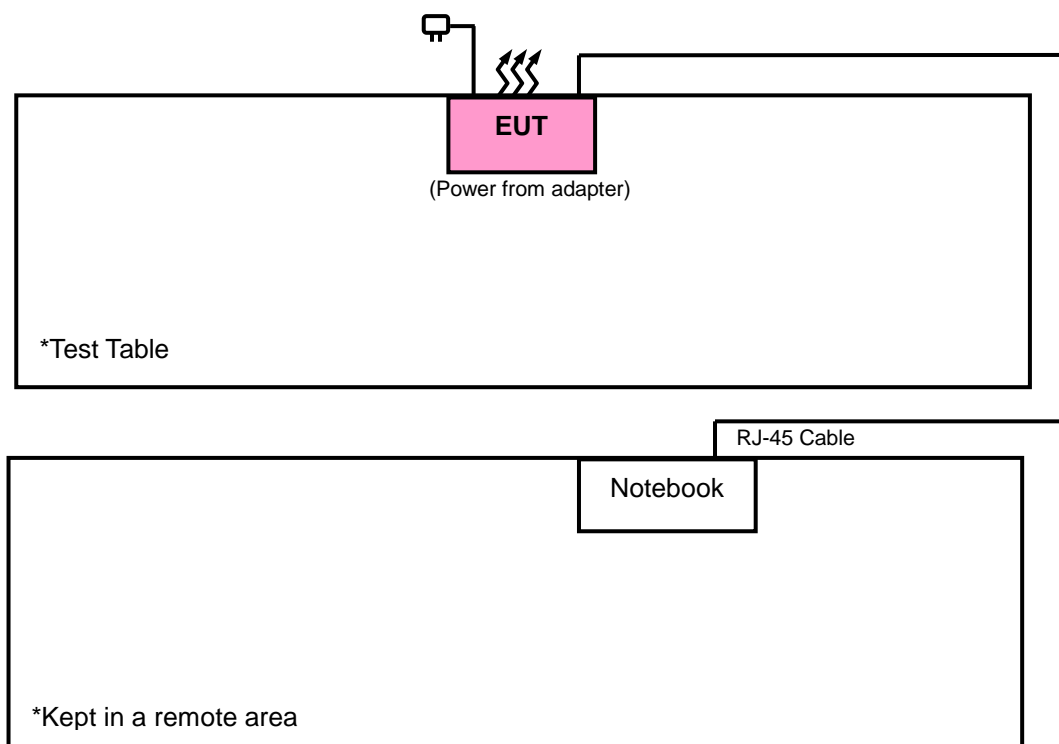 EUT
(Power from adapter)
*Test Table
RJ-45 Cable
Notebook
*Kept in a remote area